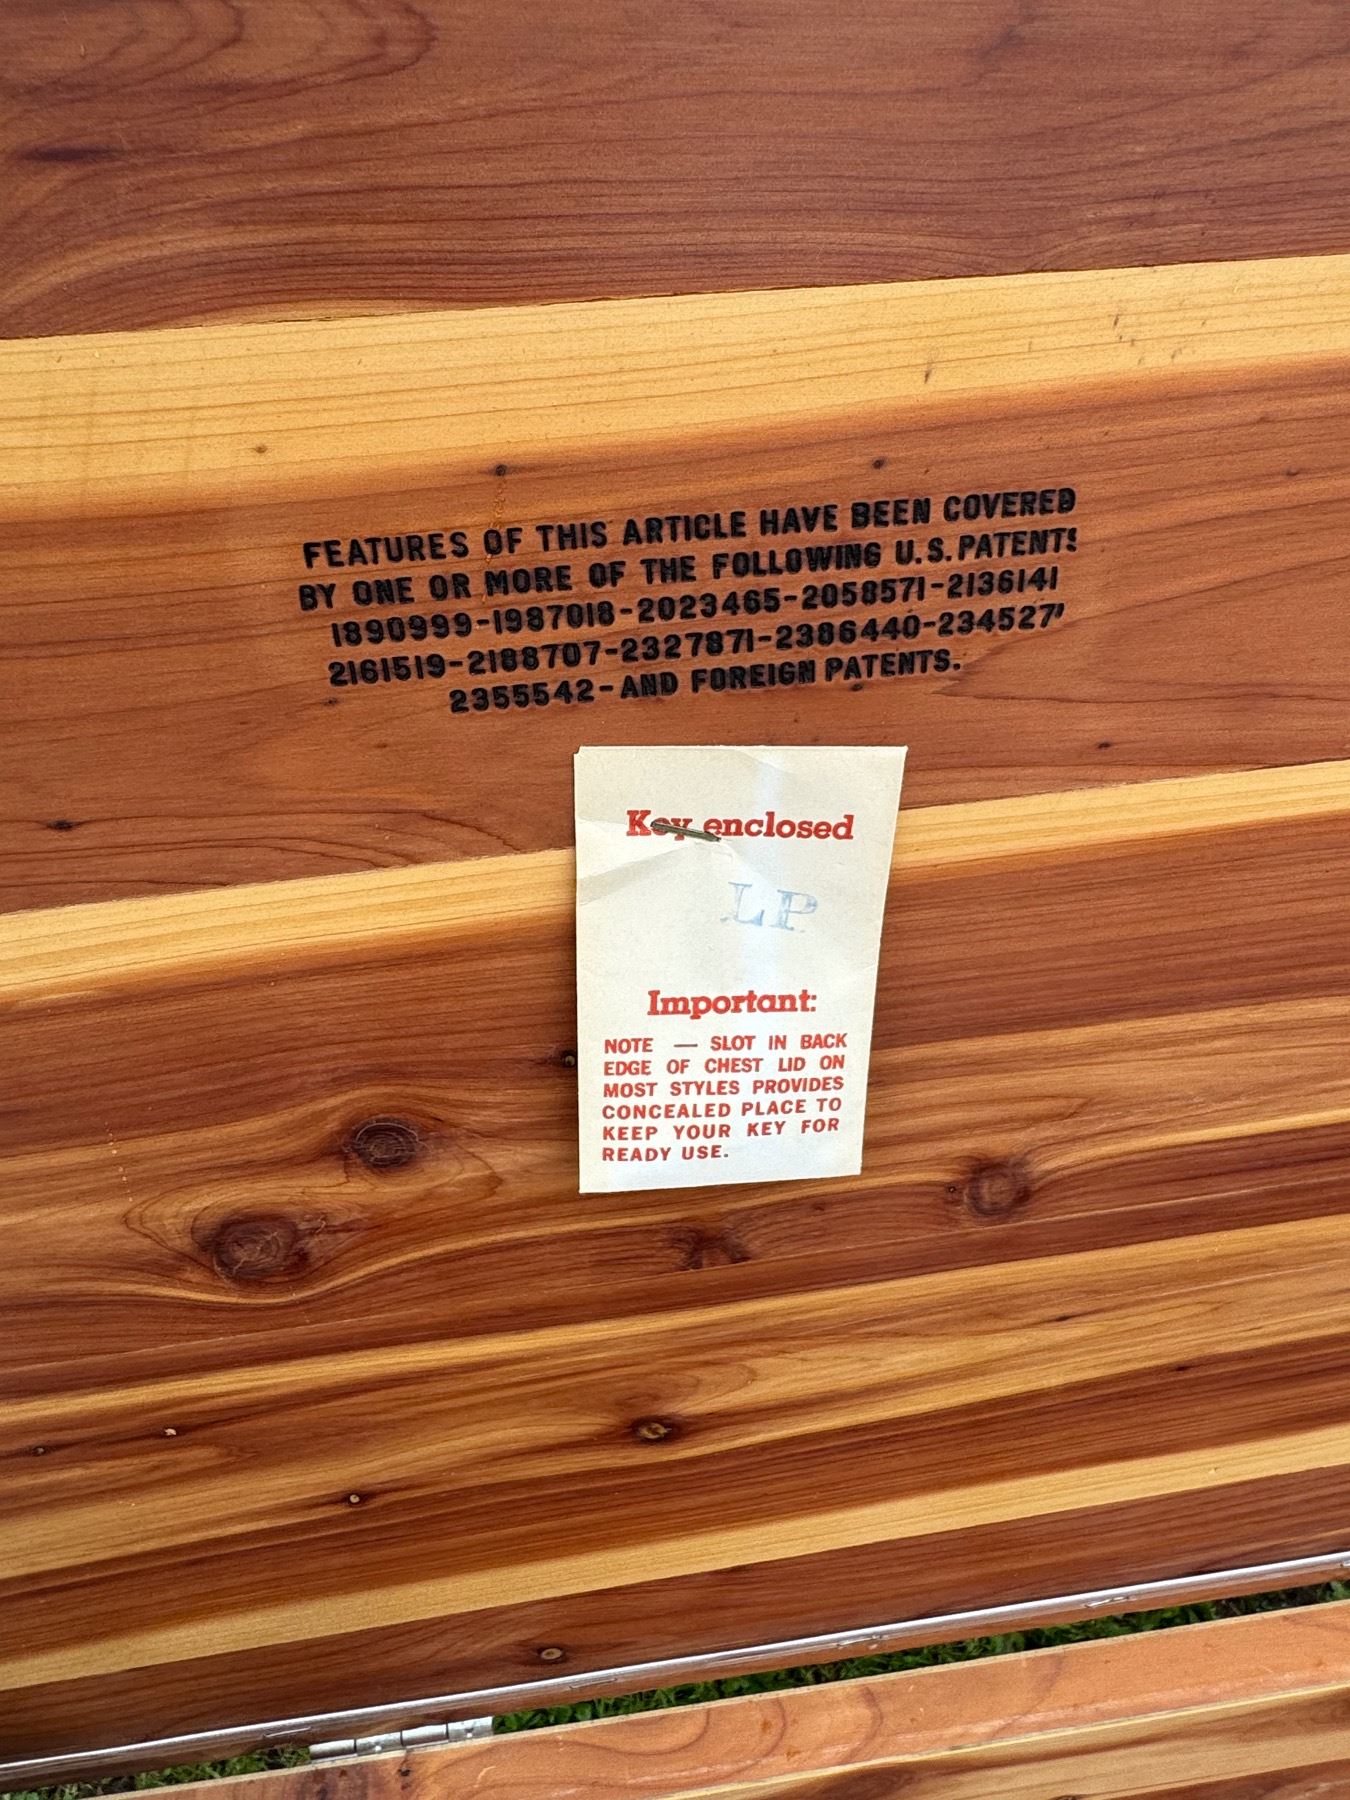 FEATURES OF THIS ARTICLE HAVE BEEN COVERED
BY ONE OR MORE OF THE FOLLOWING U.S. PATENTS
1890999-1987018-2023465-2058571-2136141
2161519-2188707-2327871-2386440-234527
2355542-AND FOREIGN PATENTS.
Key enclosed
LP
Important:
NOTE — SLOT IN BACK
EDGE OF CHEST LID ON
MOST STYLES PROVIDES
CONCEALED PLACE TO
KEEP YOUR KEY FOR
READY USE.